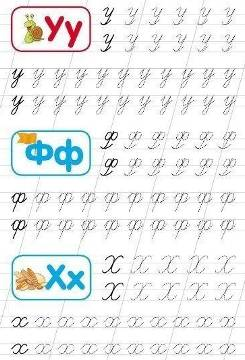 Уу
У У У У У У
У У У У У У
у у у у у у у у у у у
у у у у у у у у у у у
Фф
Ф Ф Ф Ф Ф Ф
Ф Ф Ф Ф Ф Ф
ф ф ф ф ф ф ф ф ф ф
ф ф ф ф ф ф ф ф ф ф
Хх
Х Х Х Х Х
Х Х Х Х Х
х х х х х х х х х
х х х х х х х х х